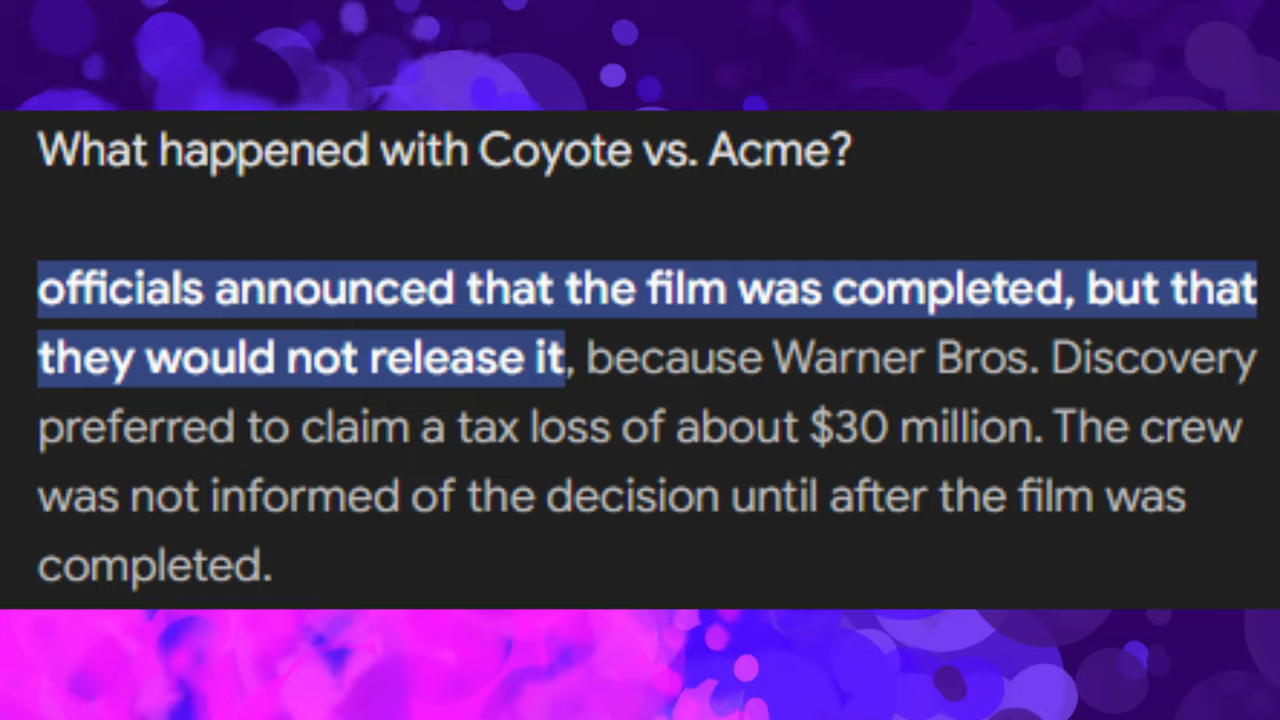 What happened with Coyote vs. Acme?
officials announced that the film was completed, but that
they would not release it, because Warner Bros. Discovery
preferred to claim a tax loss of about $30 million. The crew
was not informed of the decision until after the film was
completed.